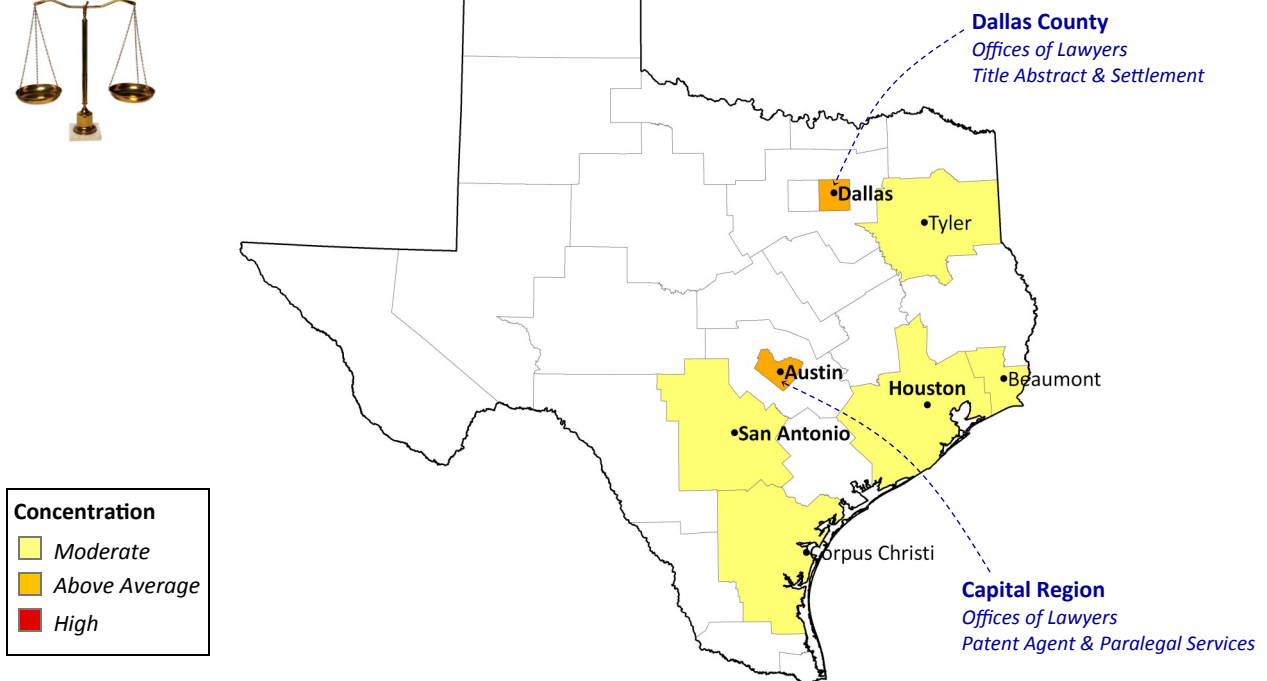 Dallas County
Offices of Lawyers
Title Abstract & Settlement
Dallas
Tyler
Austin
Houston
Beaumont
San Antonio
Corpus Christi
Concentration
Moderate
Above Average
High
Capital Region
Offices of Lawyers
Patent Agent & Paralegal Services